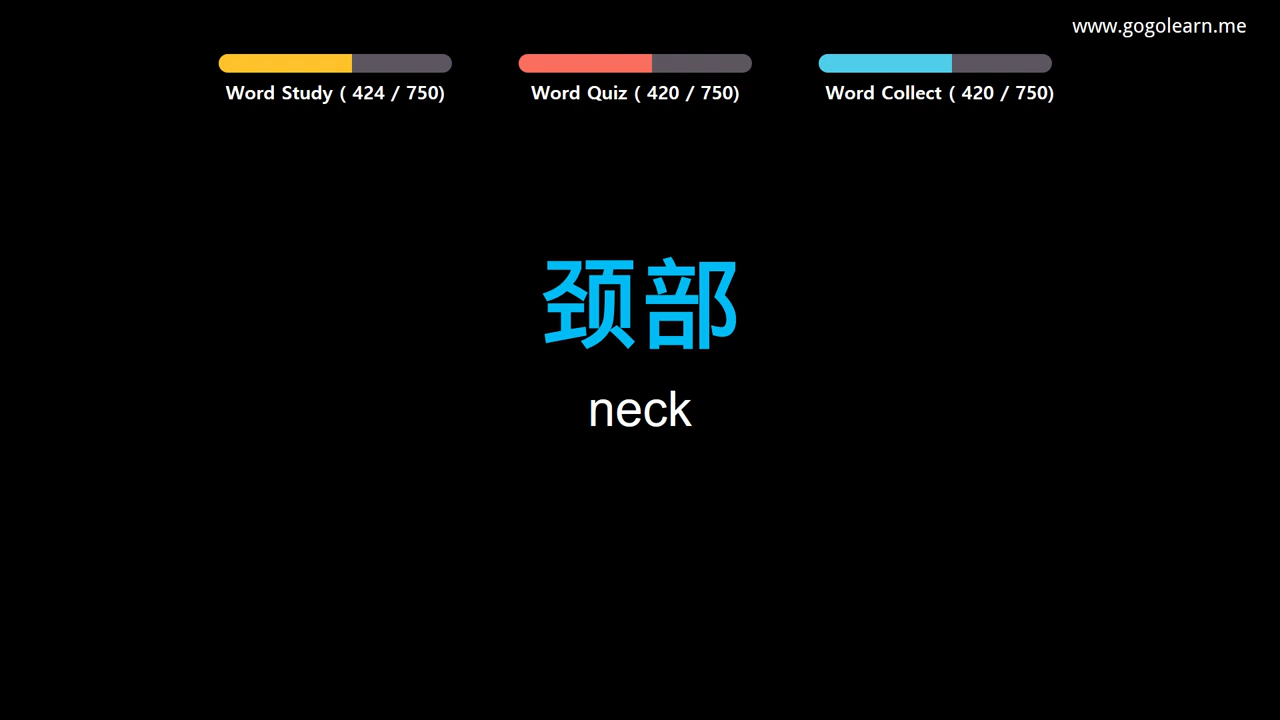 www.gogolearn.me
Word Study ( 424 / 750)
Word Quiz ( 420 / 750)
Word Collect ( 420 / 750)
颈部
neck